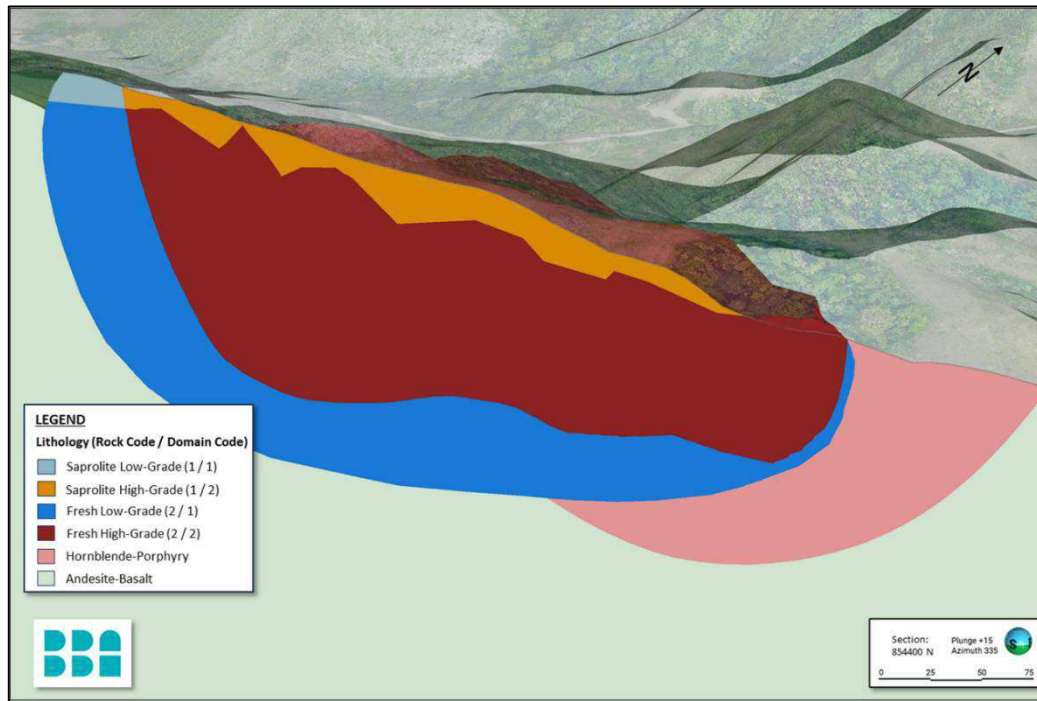 N
LEGEND
Lithology (Rock Code / Domain Code)
Saprolite Low-Grade (1 / 1)
Saprolite High-Grade (1 / 2)
Fresh Low-Grade (2 / 1)
Fresh High-Grade (2 / 2)
Hornblende-Porphyry
Andesite-Basalt
BBA
Section:
854400 N
Plunge +15
Azimuth 335
S
0 25 50 75